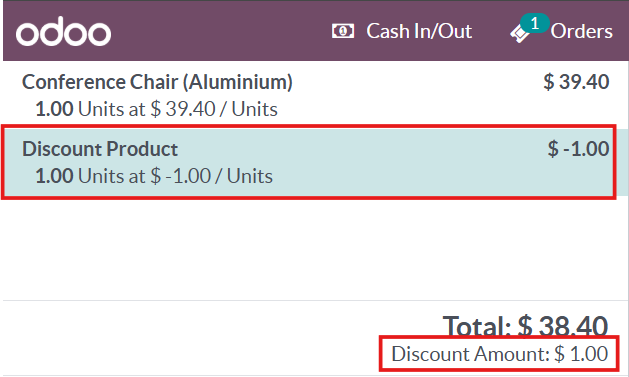 odoo
Cash In/Out
1
Orders
Conference Chair (Aluminium) $ 39.40
1.00 Units at $ 39.40 / Units
Discount Product $ -1.00
1.00 Units at $ -1.00 / Units
Total: $ 38.40
Discount Amount: $ 1.00